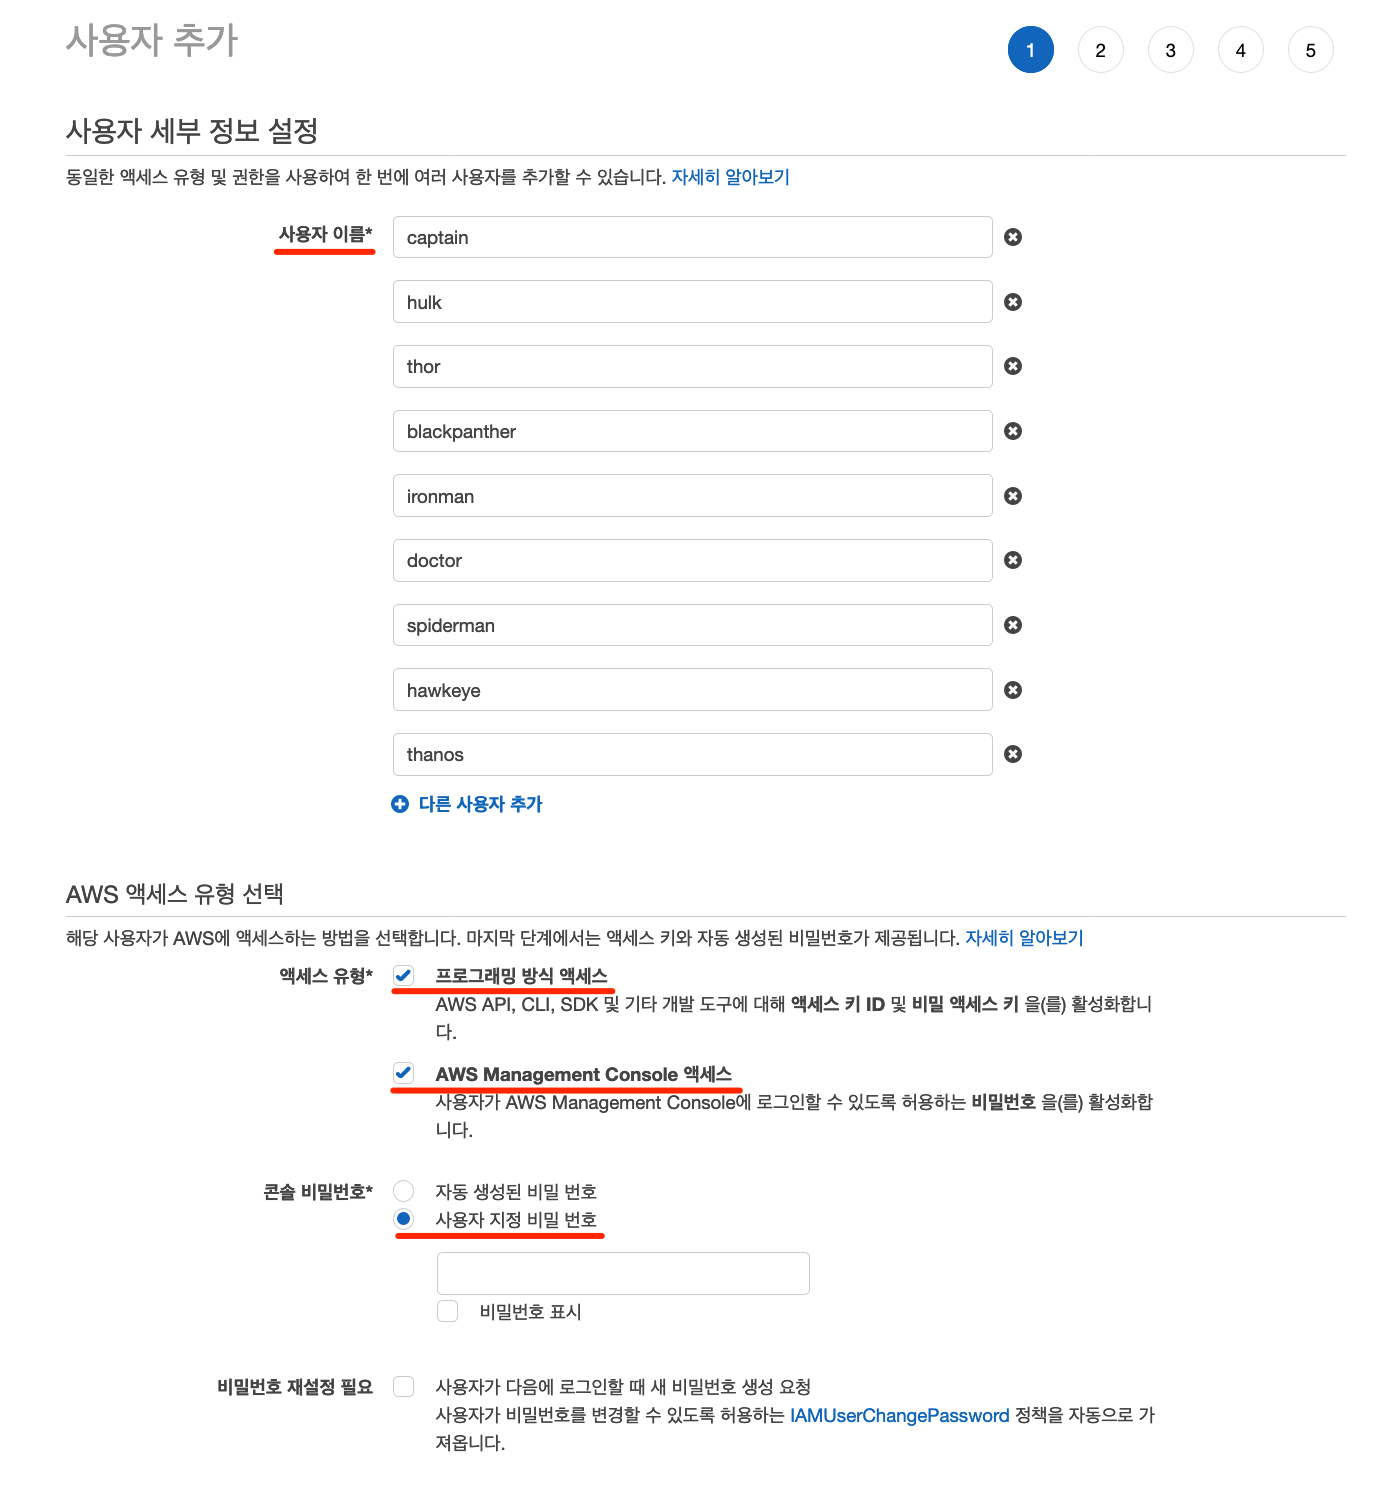 사용자 추가
1 2 3 4 5
사용자 세부 정보 설정
동일한 액세스 유형 및 권한을 사용하여 한 번에 여러 사용자를 추가할 수 있습니다. 자세히 알아보기
사용자 이름* captain
hulk
thor
blackpanther
ironman
doctor
spiderman
hawkeye
thanos
다른 사용자 추가
AWS 액세스 유형 선택
해당 사용자가 AWS에 액세스하는 방법을 선택합니다. 마지막 단계에서는 액세스 키와 자동 생성된 비밀번호가 제공됩니다. 자세히 알아보기
액세스 유형* 프로그래밍 방식 액세스
AWS API, CLI, SDK 및 기타 개발 도구에 대해 액세스 키 ID 및 비밀 액세스 키 을(를) 활성화합니
다.
AWS Management Console 액세스
사용자가 AWS Management Console에 로그인할 수 있도록 허용하는 비밀번호 을(를) 활성화합
니다.
콘솔 비밀번호* 자동 생성된 비밀 번호
사용자 지정 비밀 번호
비밀번호 표시
비밀번호 재설정 필요 사용자가 다음에 로그인할 때 새 비밀번호 생성 요청
사용자가 비밀번호를 변경할 수 있도록 허용하는 IAMUserChangePassword 정책을 자동으로 가
져옵니다.